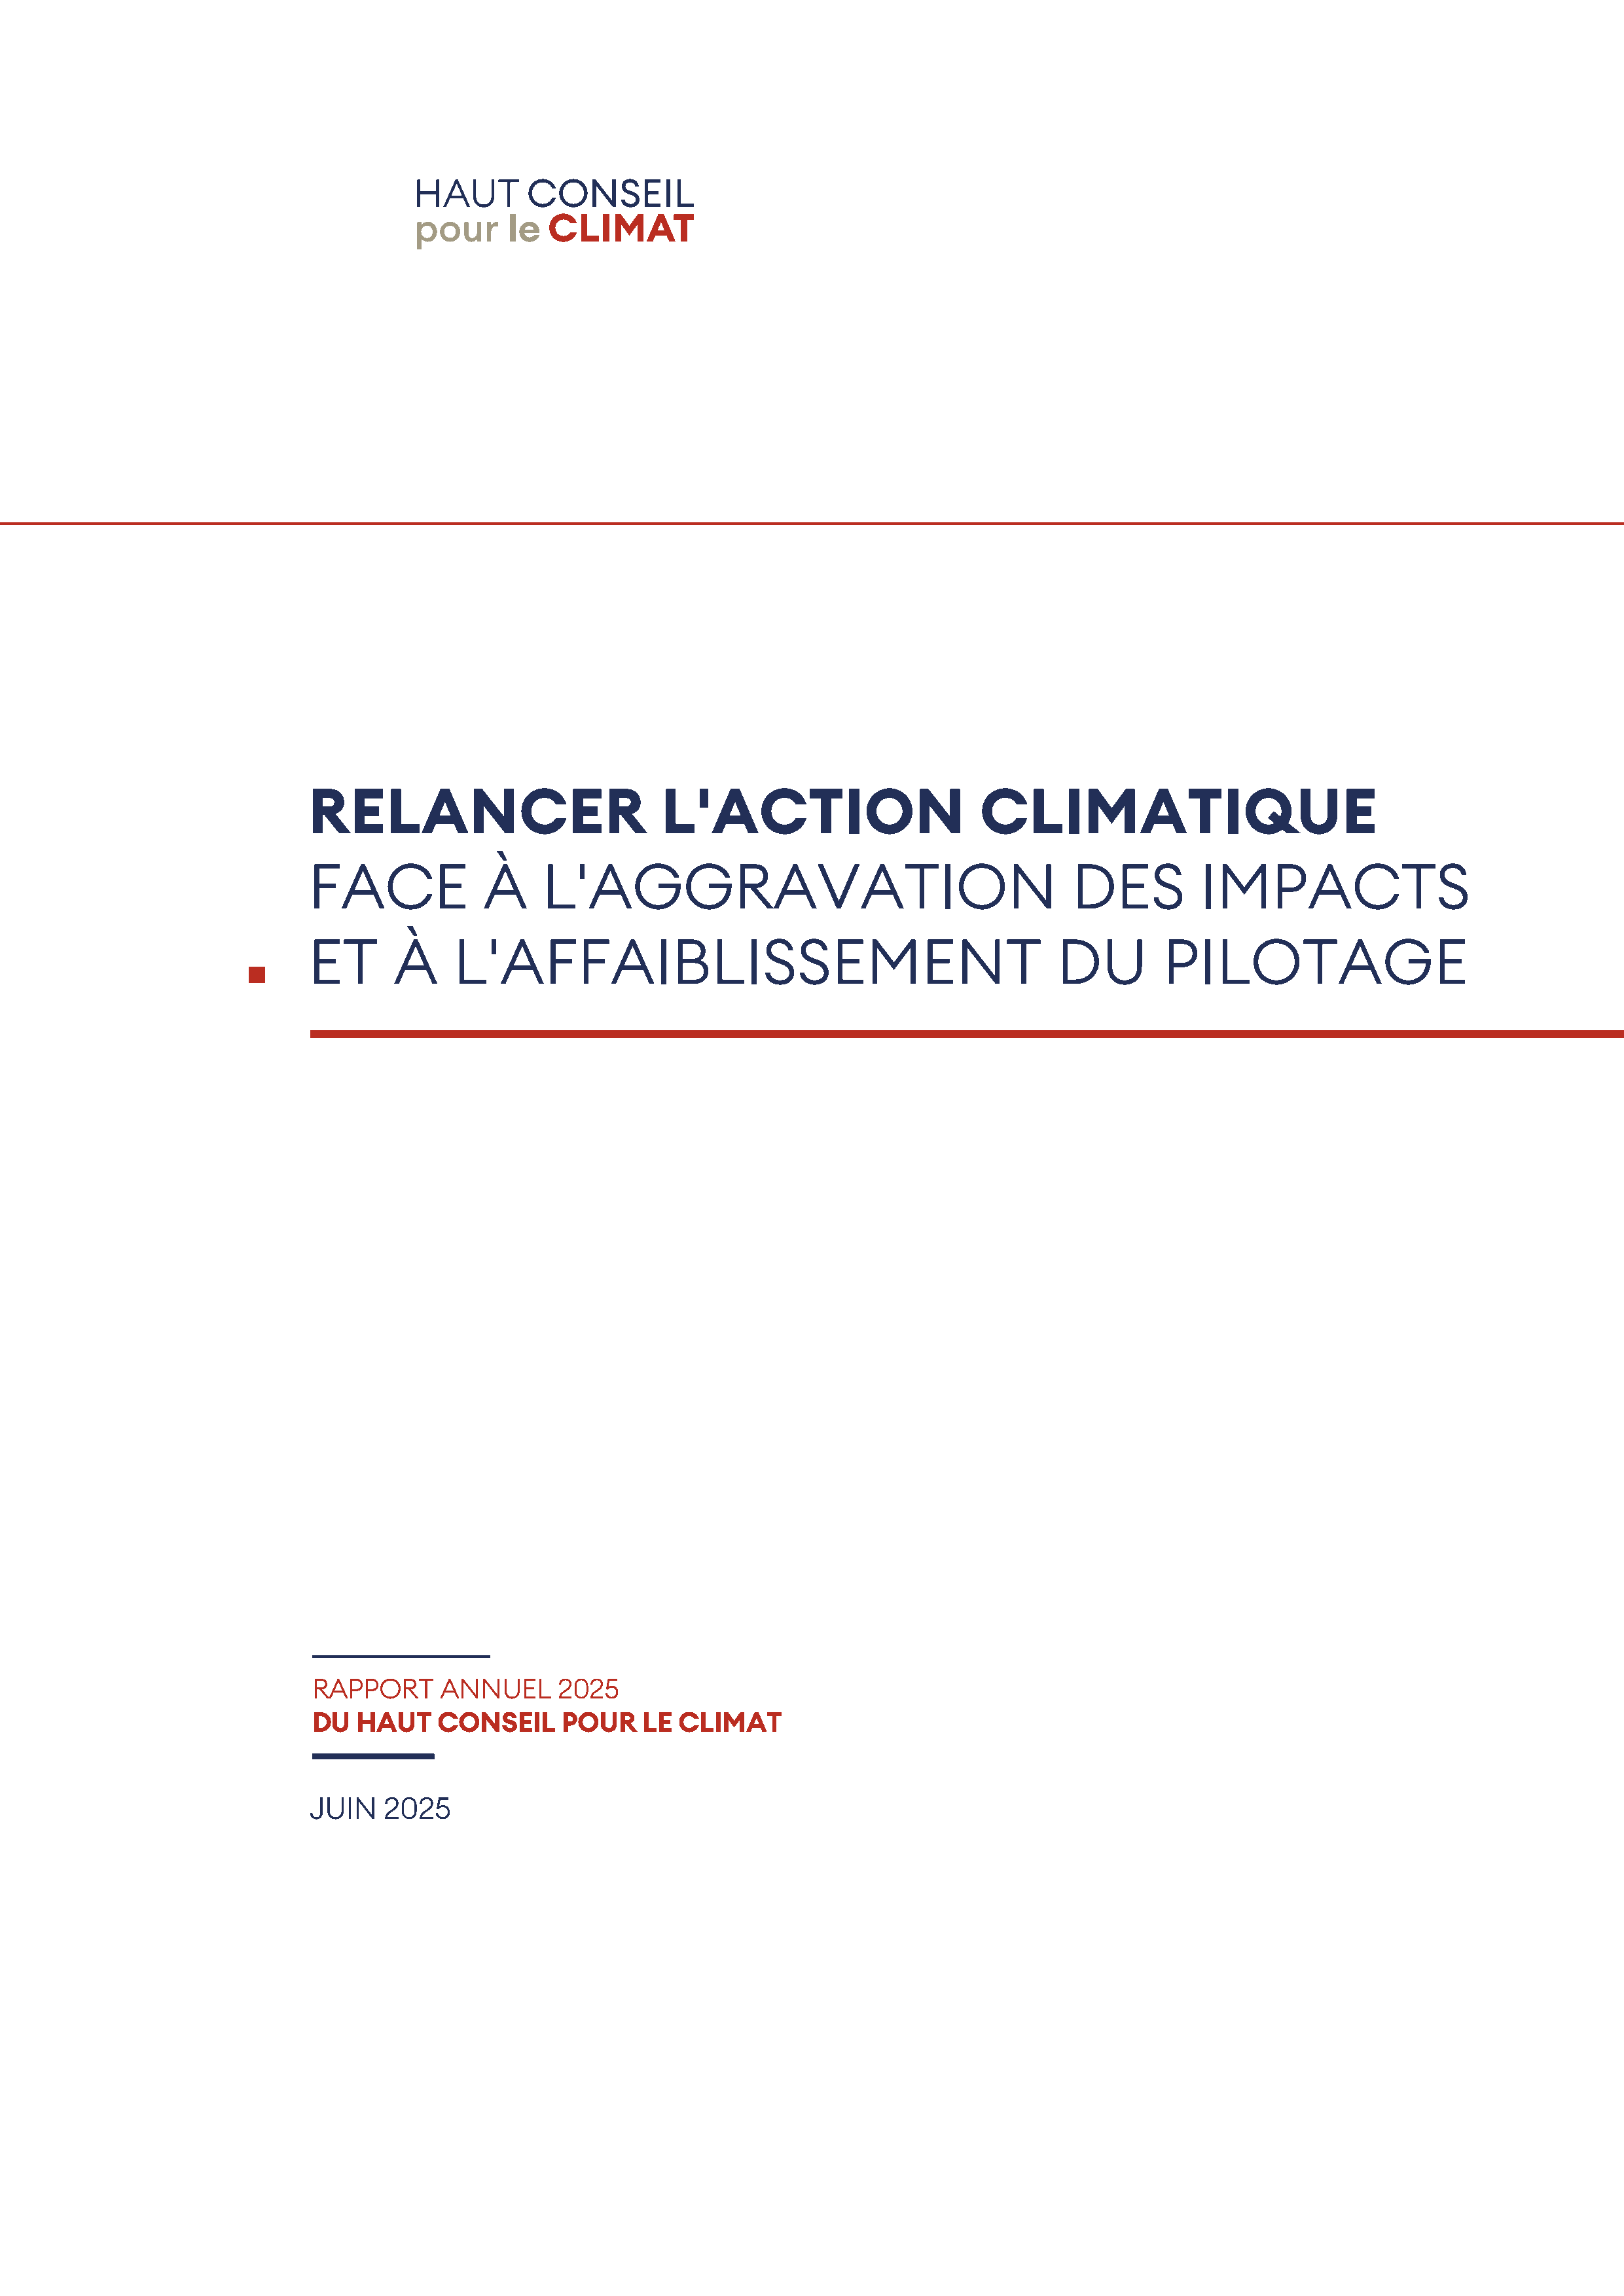 HAUT CONSEIL
pour le CLIMAT
RELANCER L'ACTION CLIMATIQUE
FACE À L'AGGRAVATION DES IMPACTS
ET À L'AFFAIBLISSEMENT DU PILOTAGE
RAPPORT ANNUEL 2025
DU HAUT CONSEIL POUR LE CLIMAT
JUIN 2025